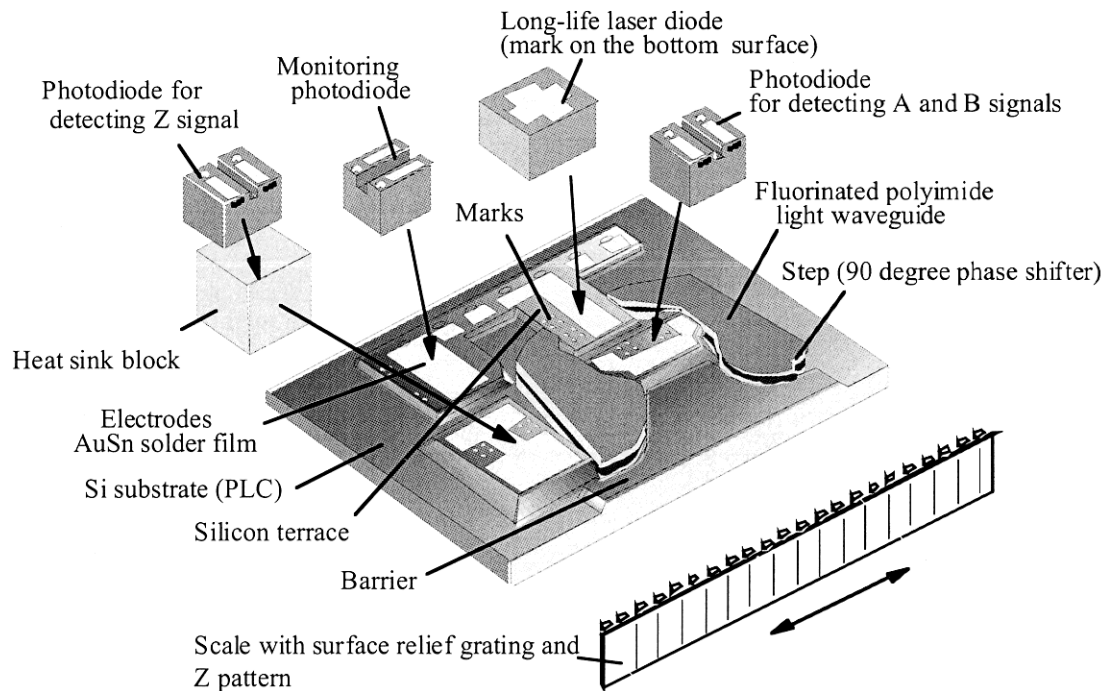 Long-life laser diode
(mark on the bottom surface)
Monitoring
photodiode
Photodiode
for detecting A and B signals
Photodiode for
detecting Z signal
Marks
Fluorinated polyimide
light waveguide
Step (90 degree phase shifter)
Heat sink block
Electrodes
AuSn solder film
Si substrate (PLC)
Silicon terrace
Barrier
Scale with surface relief grating and
Z pattern